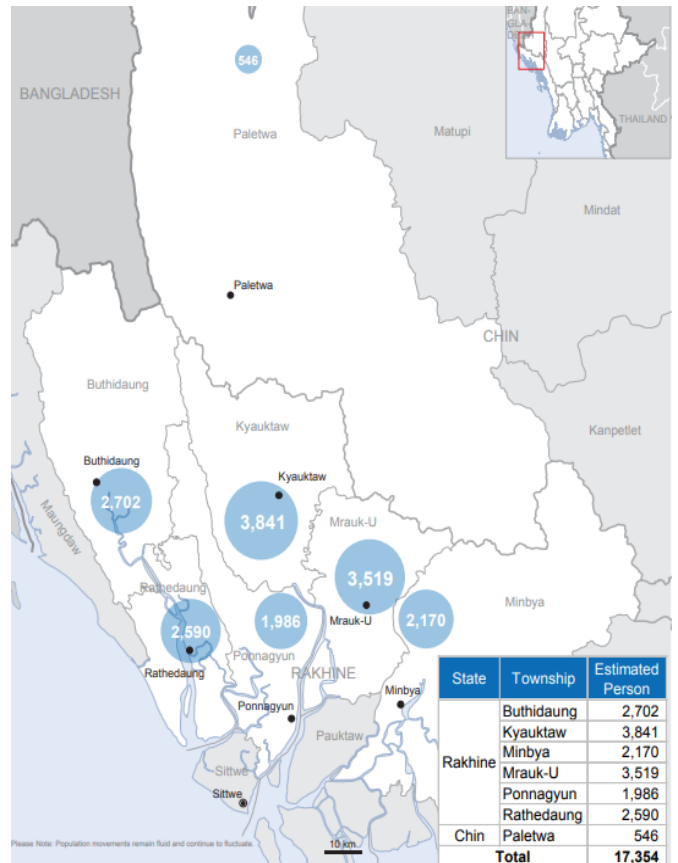 BAN-
GLA-
DESH
THAILAND
BANGLADESH
546
Paletwa
Matupi
Mindat
Paletwa
CHIN
Buthidaung
Kyauktaw
Kanpetlet
Buthidaung
2,702
Kyauktaw
3,841
Maungdaw
Mrauk-U
3,519
Rathedaung
2,590
1,986
Mrauk-U
2,170
Minbya
Rathedaung
Ponnagyun
RAKHINE
Ponnagyun
Minbya
Pauktaw
Sittwe
Sittwe
State Township Estimated Person
Rakhine
Buthidaung 2,702
Kyauktaw 3,841
Minbya 2,170
Mrauk-U 3,519
Ponnagyun 1,986
Rathedaung 2,590
Chin Paletwa 546
Total 17,354
Please Note: Population movements remain fluid and continue to fluctuate.
10 km